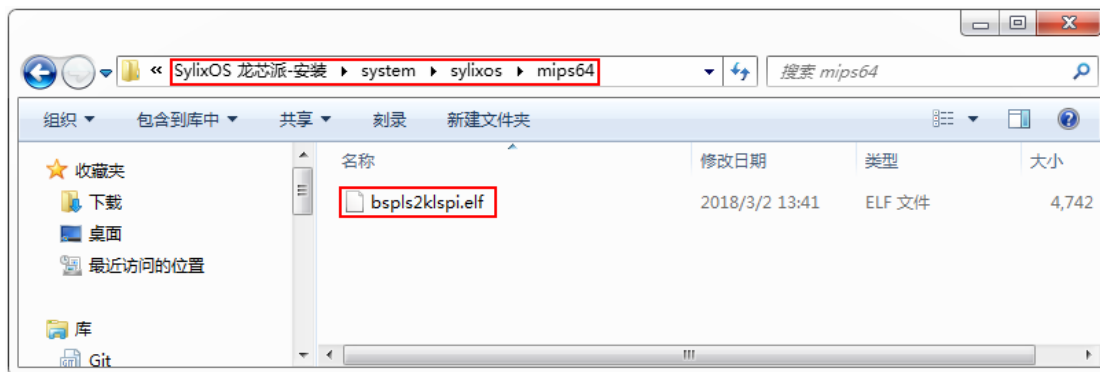 « SylixOS 龙芯派-安装 ▸ system ▸ sylixos ▸ mips64
搜索 mips64
组织 包含到库中 共享 刻录 新建文件夹
收藏夹
下载
桌面
最近访问的位置
库
Git
名称 修改日期 类型 大小
bspls2klspi.elf 2018/3/2 13:41 ELF 文件 4,742